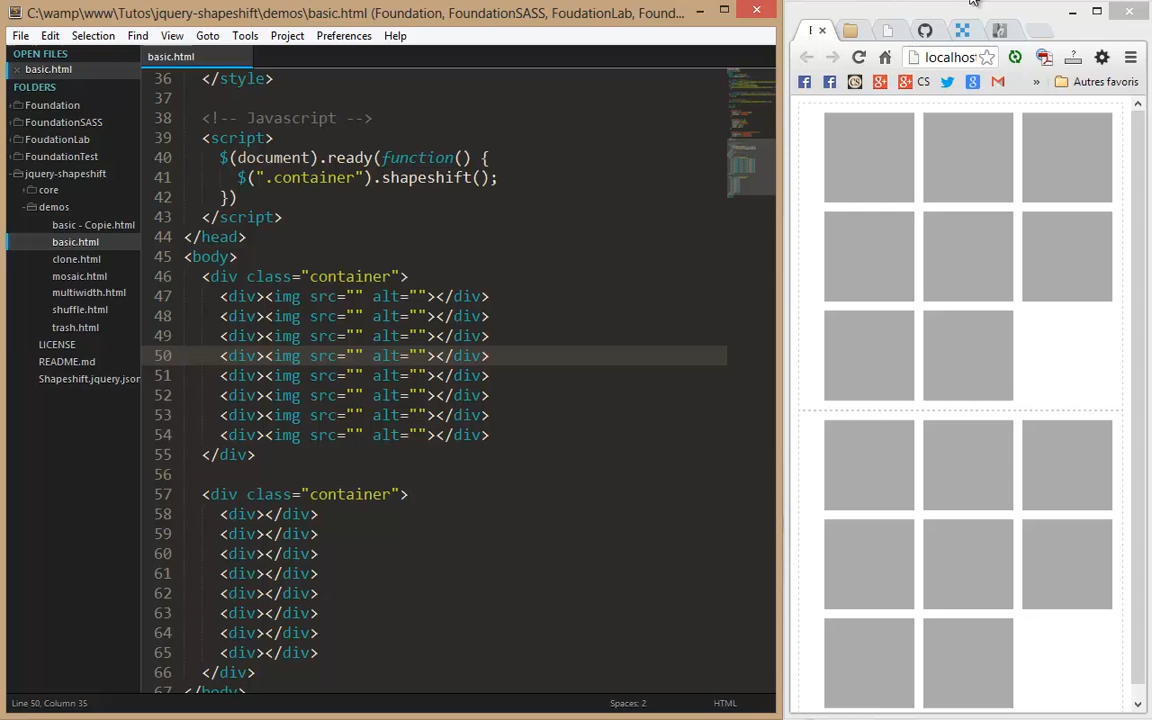 C:\wamp\www\Tutos\jquery-shapeshift\demos\basic.html (Foundation, FoundationSASS, FoudationLab, Found...
File Edit Selection Find View Goto Tools Project Preferences Help
OPEN FILES
basic.html
FOLDERS
Foundation
FoundationSASS
FoudationLab
FoundationTest
jquery-shapeshift
core
demos
basic - Copie.html
basic.html
clone.html
mosaic.html
multiwidth.html
shuffle.html
trash.html
LICENSE
README.md
Shapeshift.jquery.json
basic.html
36 </style>
37
38 <!-- Javascript -->
39 <script>
40 $(document).ready(function() {
41 $(".container").shapeshift();
42 })
43 </script>
44 </head>
45 <body>
46 <div class="container">
47 <div><img src="" alt=""></div>
48 <div><img src="" alt=""></div>
49 <div><img src="" alt=""></div>
50 <div><img src="" alt=""></div>
51 <div><img src="" alt=""></div>
52 <div><img src="" alt=""></div>
53 <div><img src="" alt=""></div>
54 <div><img src="" alt=""></div>
55 </div>
56
57 <div class="container">
58 <div></div>
59 <div></div>
60 <div></div>
61 <div></div>
62 <div></div>
63 <div></div>
64 <div></div>
65 <div></div>
66 </div>
67 </body>
Line 50, Column 35
Spaces: 2
HTML
localhos
CS
» Autres favoris